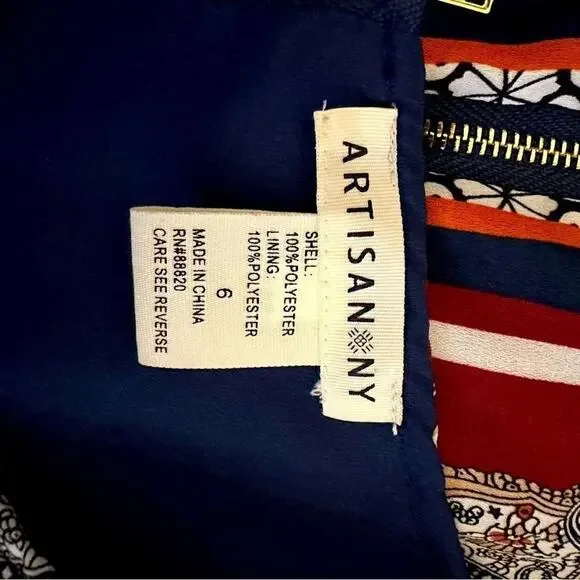 ARTISAN NY
SHELL:
100%POLYESTER
LINING:
100%POLYESTER
6
MADE IN CHINA
RN#88820
CARE SEE REVERSE